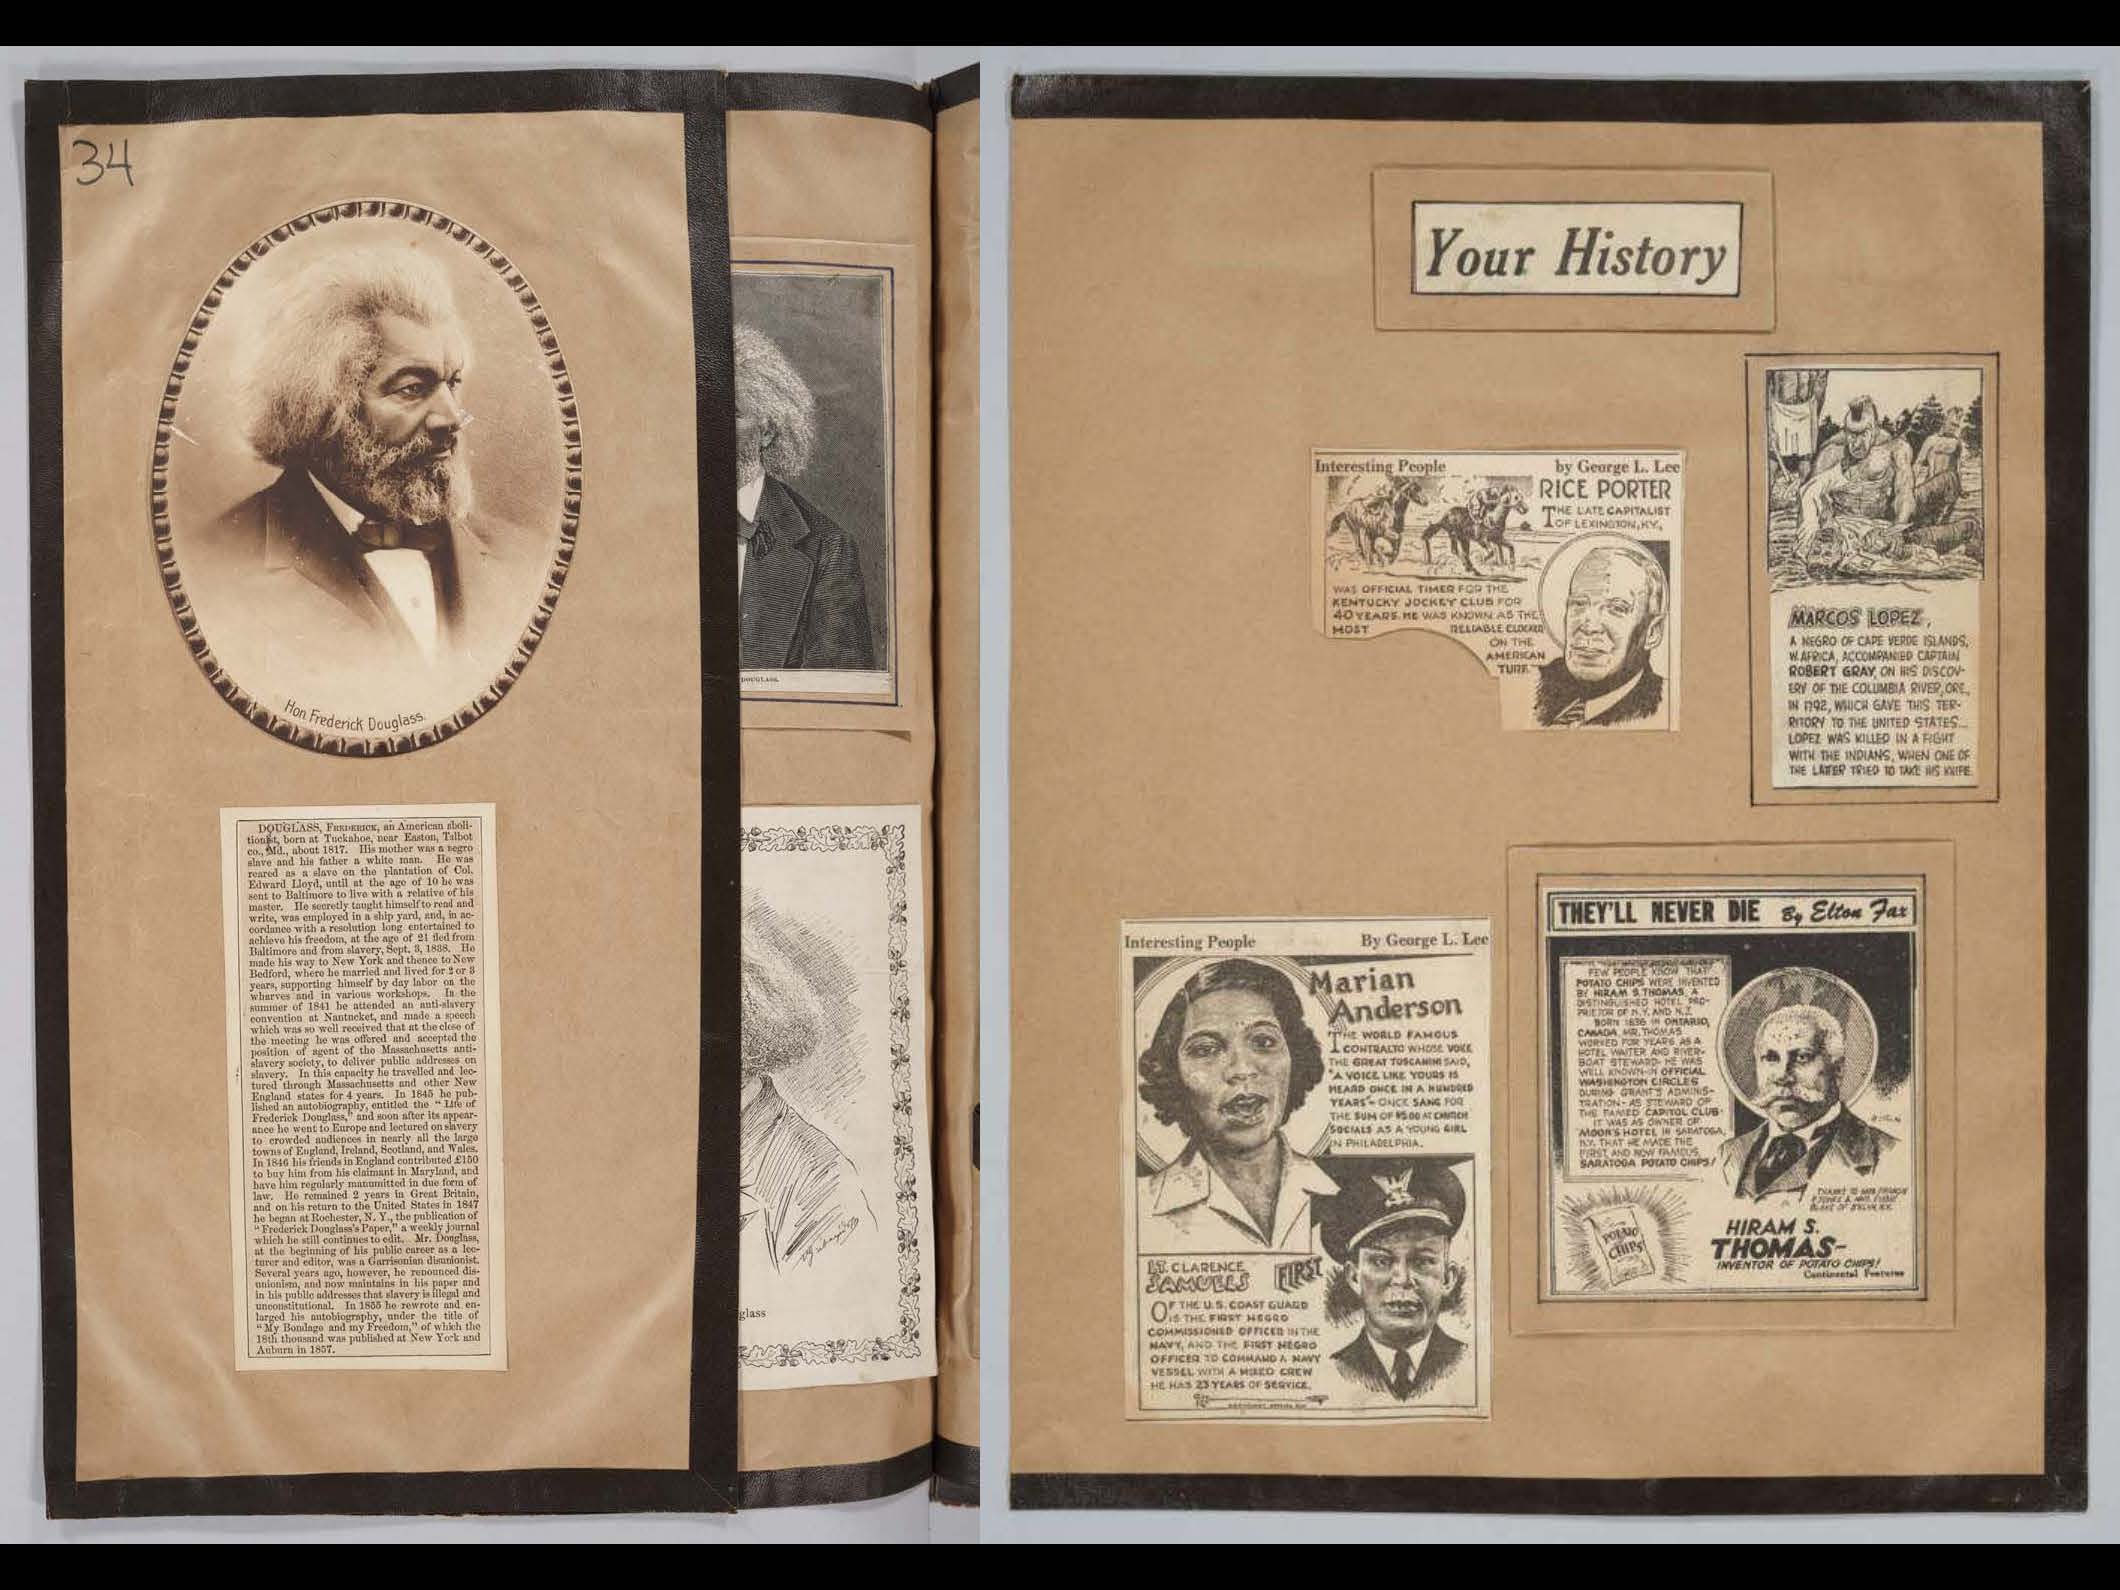 34
Hon Frederick Douglass.
DOUGLASS, FREDERICK, an American aboli-
tionist, born at Tuckahoe, near Easton, Talbot
co., Md., about 1817. His mother was a negro
slave and his father a white man. He was
reared as a slave on the plantation of Col.
Edward Lloyd, until at the age of 10 he was
sent to Baltimore to live with a relative of his
master. He secretly taught himself to read and
write, was employed in a ship yard, and, in ac-
cordance with a resolution long entertained to
achieve his freedom, at the age of 21 fled from
Baltimore and from slavery, Sept. 3, 1838. He
made his way to New York and thence to New
Bedford, where he married and lived for 2 or 3
years, supporting himself by day labor on the
wharves and in various workshops. In the
summer of 1841 he attended an anti-slavery
convention at Nantucket, and made a speech
which was so well received that at the close of
the meeting he was offered and accepted the
position of agent of the Massachusetts anti-
slavery society, to deliver public addresses on
slavery. In this capacity he travelled and lec-
tured through Massachusetts and other New
England states for 4 years. In 1845 he pub-
lished an autobiography, entitled the "Life of
Frederick Douglass," and soon after its appear-
ance he went to Europe and lectured on slavery
to crowded audiences in nearly all the large
towns of England, Ireland, Scotland, and Wales.
In 1846 his friends in England contributed £150
to buy him from his claimant in Maryland, and
have him regularly manumitted in due form of
law. He remained 2 years in Great Britain,
and on his return to the United States in 1847
he began at Rochester, N. Y., the publication of
"Frederick Douglass's Paper," a weekly journal
which he still continues to edit. Mr. Douglass,
at the beginning of his public career as a lec-
turer and editor, was a Garrisonian disunionist.
Several years ago, however, he renounced dis-
unionism, and now maintains in his paper and
in his public addresses that slavery is illegal and
unconstitutional. In 1855 he rewrote and en-
larged his autobiography, under the title of
"My Bondage and my Freedom," of which the
18th thousand was published at New York and
Auburn in 1857.
DOUGLASS.
glass
Your History
Interesting People by George L. Lee
RICE PORTER
THE LATE CAPITALIST
OF LEXINGTON, KY.,
WAS OFFICIAL TIMER FOR THE
KENTUCKY JOCKEY CLUB FOR
40 YEARS. HE WAS KNOWN AS THE
MOST RELIABLE CLOCKER
ON THE
AMERICAN
TURF."
MARCOS LOPEZ,
A NEGRO OF CAPE VERDE ISLANDS,
W. AFRICA, ACCOMPANIED CAPTAIN
ROBERT GRAY, ON HIS DISCOV-
ERY OF THE COLUMBIA RIVER, ORE.,
IN 1792, WHICH GAVE THIS TER-
RITORY TO THE UNITED STATES...
LOPEZ WAS KILLED IN A FIGHT
WITH THE INDIANS, WHEN ONE OF
THE LATTER TRIED TO TAKE HIS KNIFE.
Interesting People By George L. Lee
Marian
Anderson
THE WORLD FAMOUS
CONTRALTO WHOSE VOICE
THE GREAT TOSCANINI SAID,
"A VOICE LIKE YOURS IS
HEARD ONCE IN A HUNDRED
YEARS"- ONCE SANG FOR
THE SUM OF $5.00 AT CHURCH
SOCIALS AS A YOUNG GIRL
IN PHILADELPHIA.
LT. CLARENCE
SAMUELS FIRST
OF THE U.S. COAST GUARD
IS THE FIRST NEGRO
COMMISSIONED OFFICER IN THE
NAVY, AND THE FIRST NEGRO
OFFICER TO COMMAND A NAVY
VESSEL WITH A MIXED CREW
HE HAS 23 YEARS OF SERVICE.
THEY'LL NEVER DIE By Elton Fax
FEW PEOPLE KNOW THAT
POTATO CHIPS WERE INVENTED
BY HIRAM S. THOMAS, A
DISTINGUISHED HOTEL PRO-
PRIETOR OF N.Y. AND N.J.
BORN 1836 IN ONTARIO,
CANADA, MR. THOMAS
WORKED FOR YEARS AS A
HOTEL WAITER AND RIVER-
BOAT STEWARD. HE WAS
WELL KNOWN IN OFFICIAL
WASHINGTON CIRCLES
DURING GRANT'S ADMINIS-
TRATION- AS STEWARD OF
THE FAMED CAPITOL CLUB.
IT WAS AS OWNER OF
MOON'S HOTEL IN SARATOGA,
N.Y. THAT HE MADE THE
FIRST, AND NOW FAMOUS,
SARATOGA POTATO CHIPS!
POTATO
CHIPS
HIRAM S.
THOMAS-
INVENTOR OF POTATO CHIPS!
Continental Features